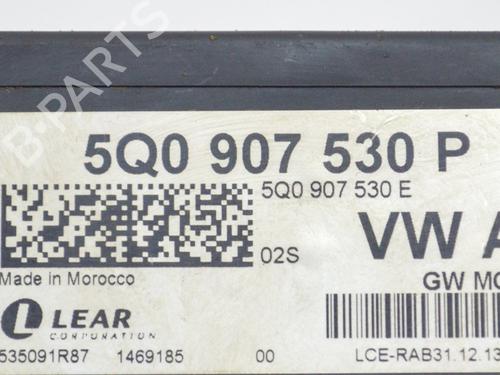 B-PARTS
5Q0 907 530 P
5Q0 907 530 E
02S
VW A
Made in Morocco
GW MO
LEAR
CORPORATION
535091R87 1469185 00
LCE-RAB31.12.13